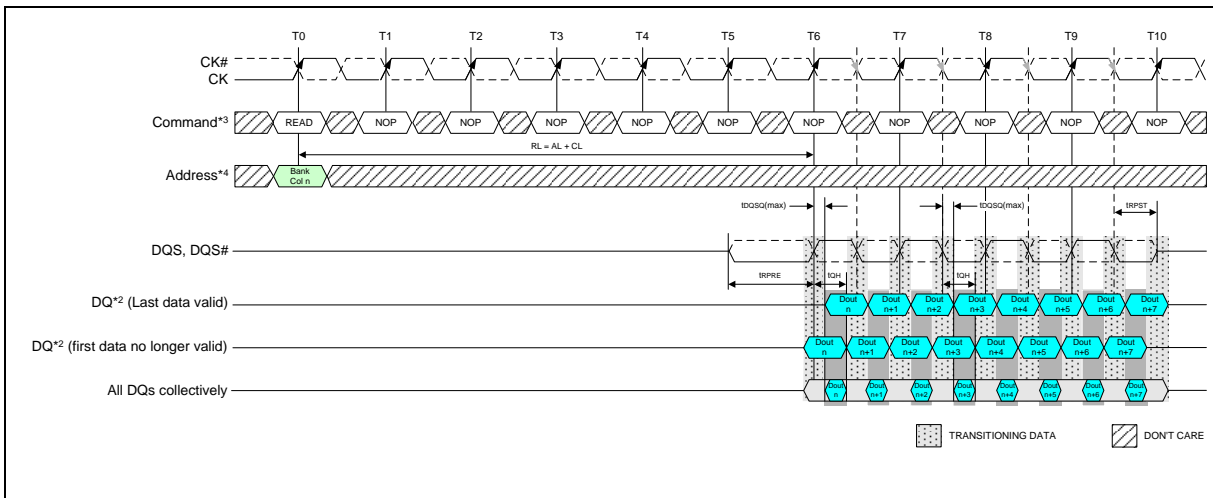 T0 T1 T2 T3 T4 T5 T6 T7 T8 T9 T10
CK#
CK
Command*3 READ NOP NOP NOP NOP NOP NOP NOP NOP NOP NOP
RL = AL + CL
Address*4 Bank
Col n
tDQSQ(max) tDQSQ(max) tRPST
DQS, DQS#
tRPRE tQH tQH
DQ*2 (Last data valid) Dout
n Dout
n+1 Dout
n+2 Dout
n+3 Dout
n+4 Dout
n+5 Dout
n+6 Dout
n+7
DQ*2 (first data no longer valid) Dout
n Dout
n+1 Dout
n+2 Dout
n+3 Dout
n+4 Dout
n+5 Dout
n+6 Dout
n+7
All DQs collectively Dout
n Dout
n+1 Dout
n+2 Dout
n+3 Dout
n+4 Dout
n+5 Dout
n+6 Dout
n+7
TRANSITIONING DATA DON'T CARE